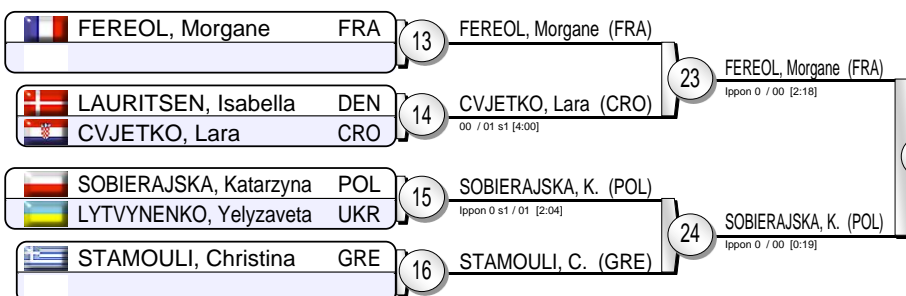 FEREOL, Morgane FRA
13
FEREOL, Morgane (FRA)
23
FEREOL, Morgane (FRA)
Ippon 0 / 00 [2:18]
LAURITSEN, Isabella DEN
CVJETKO, Lara CRO
14
CVJETKO, Lara (CRO)
00 / 01 s1 [4:00]
SOBIERAJSKA, Katarzyna POL
LYTVYNENKO, Yelyzaveta UKR
15
SOBIERAJSKA, K. (POL)
Ippon 0 s1 / 01 [2:04]
24
SOBIERAJSKA, K. (POL)
Ippon 0 / 00 [0:19]
STAMOULI, Christina GRE
16
STAMOULI, C. (GRE)